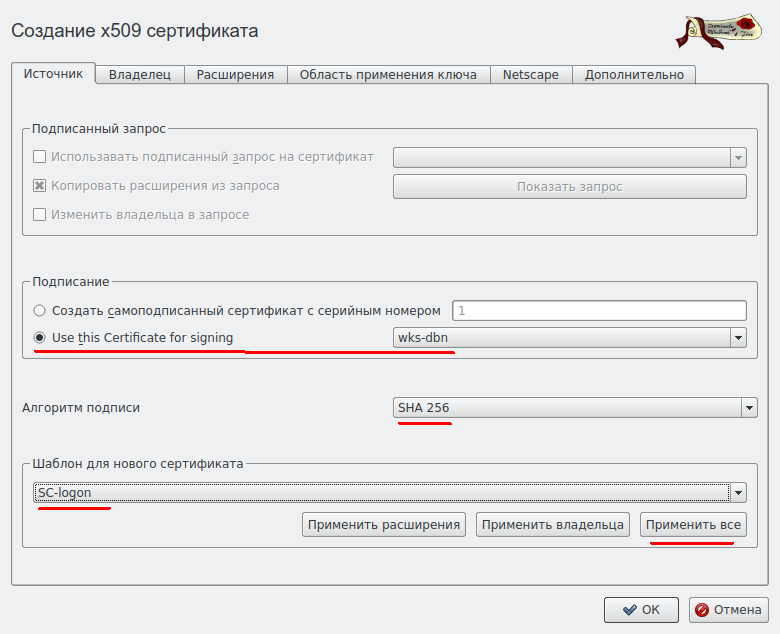 Создание x509 сертификата
Источник Владелец Расширения Область применения ключа Netscape Дополнительно
Подписанный запрос
Использавать подписанный запрос на сертификат
Копировать расширения из запроса Показать запрос
Изменить владельца в запросе
Подписание
Создать самоподписанный сертификат с серийным номером 1
Use this Certificate for signing wks-dbn
Алгоритм подписи SHA 256
Шаблон для нового сертификата
SC-logon
Применить расширения Применить владельца Применить все
ОК Отмена